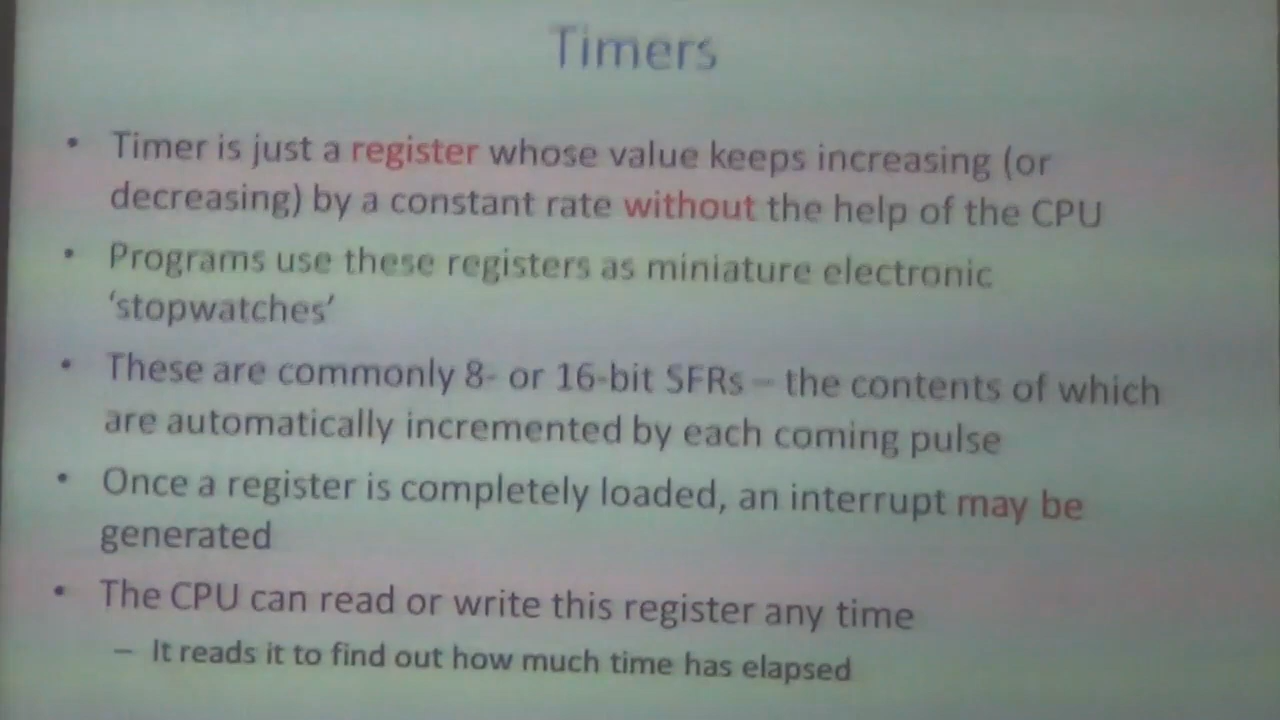 Timers
• Timer is just a register whose value keeps increasing (or
decreasing) by a constant rate without the help of the CPU
• Programs use these registers as miniature electronic
‘stopwatches’
• These are commonly 8- or 16-bit SFRs – the contents of which
are automatically incremented by each coming pulse
• Once a register is completely loaded, an interrupt may be
generated
• The CPU can read or write this register any time
– It reads it to find out how much time has elapsed